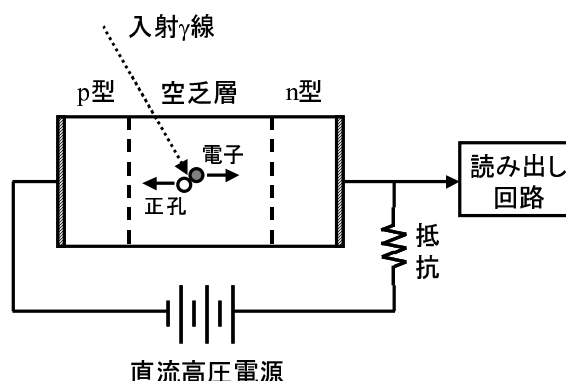 入射γ線
p型
空乏層
n型
電子
正孔
読み出し
回路
抵
抗
直流高圧電源